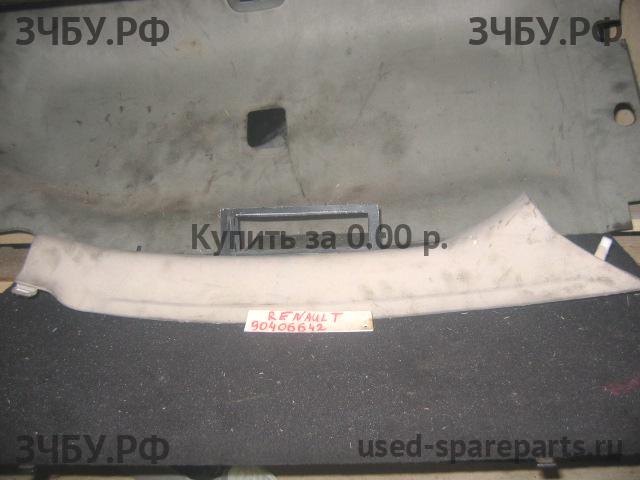 ЗЧБУ.РФ
ЗЧБУ.РФ
Купить за 0.00 р.
RENAULT
90406642
ЗЧБУ.РФ
used-spareparts.ru